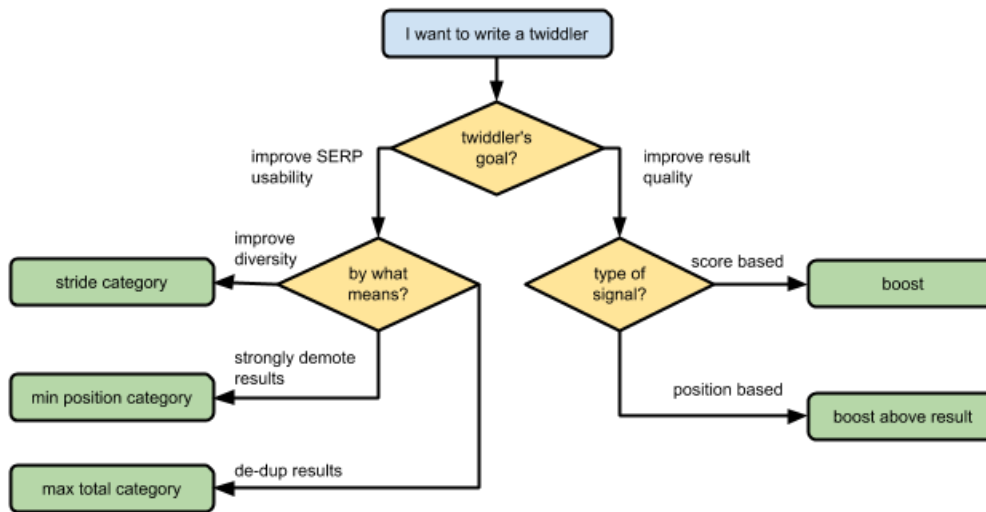 I want to write a twiddler
twiddler's
goal?
improve SERP
usability
improve result
quality
improve
diversity
by what
means?
type of
signal?
score based
stride category
boost
strongly demote
results
min position category
position based
boost above result
de-dup results
max total category